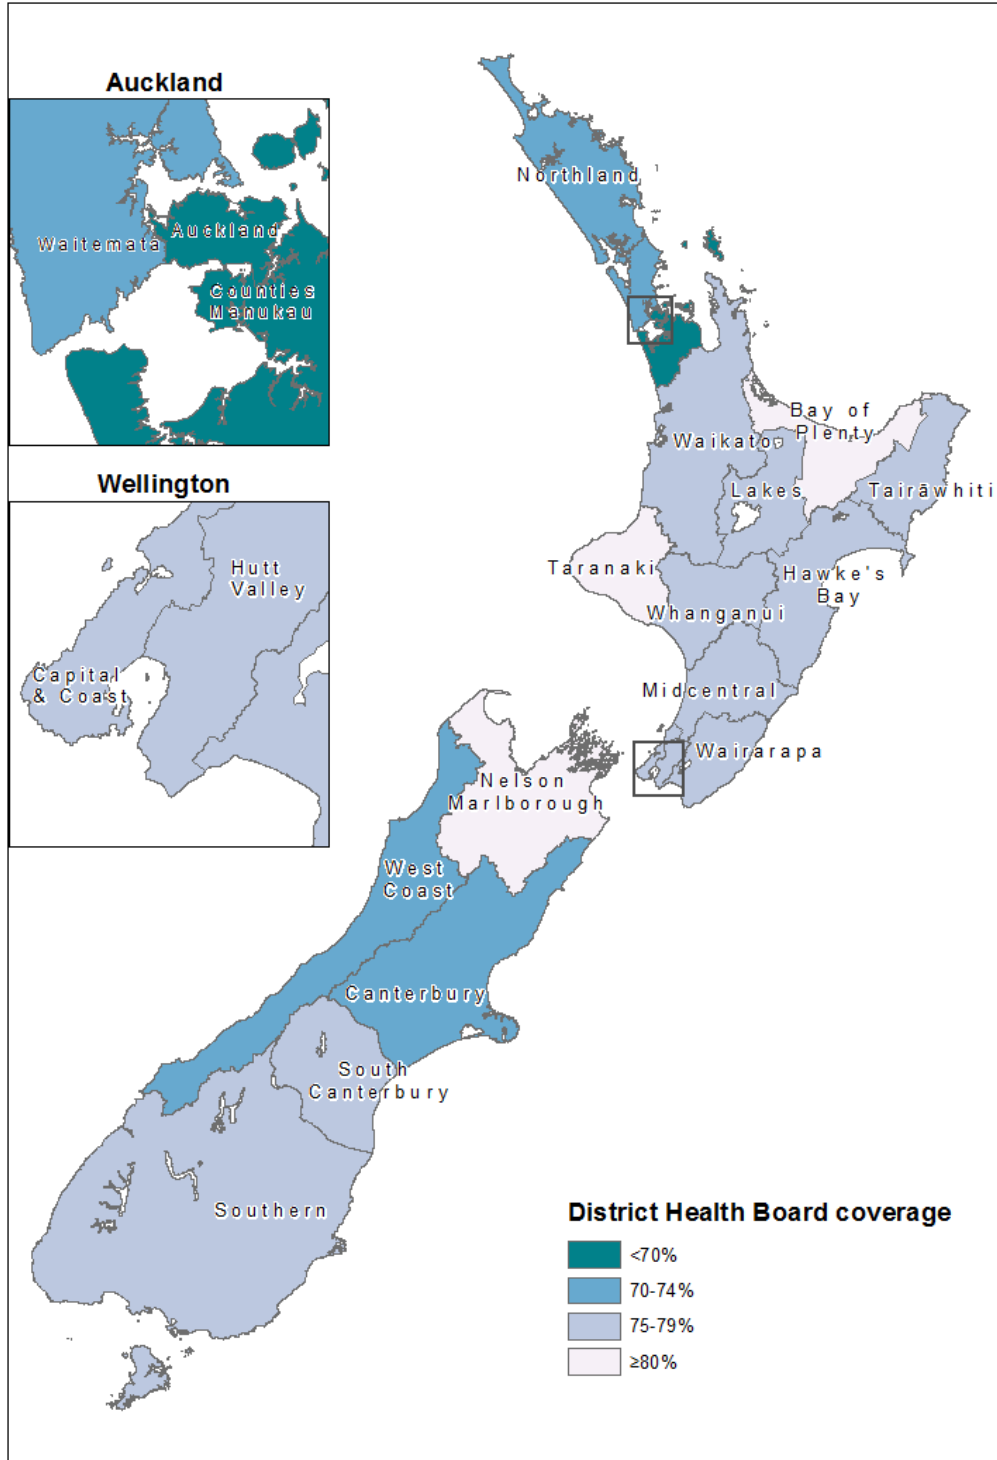 Auckland
Waitemata
Auckland
Counties
Manukau
Wellington
Hutt
Valley
Capital
& Coast
Northland
Bay of
Plenty
Waikato
Lakes
Tairāwhiti
Taranaki
Hawke's
Bay
Whanganui
Midcentral
Wairarapa
Nelson
Marlborough
West
Coast
Canterbury
South
Canterbury
Southern
District Health Board coverage
<70%
70-74%
75-79%
≥80%